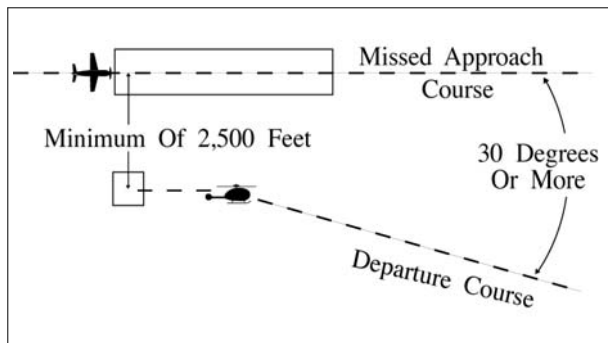 Missed Approach
Course
Minimum Of 2,500 Feet
30 Degrees
Or More
Departure Course